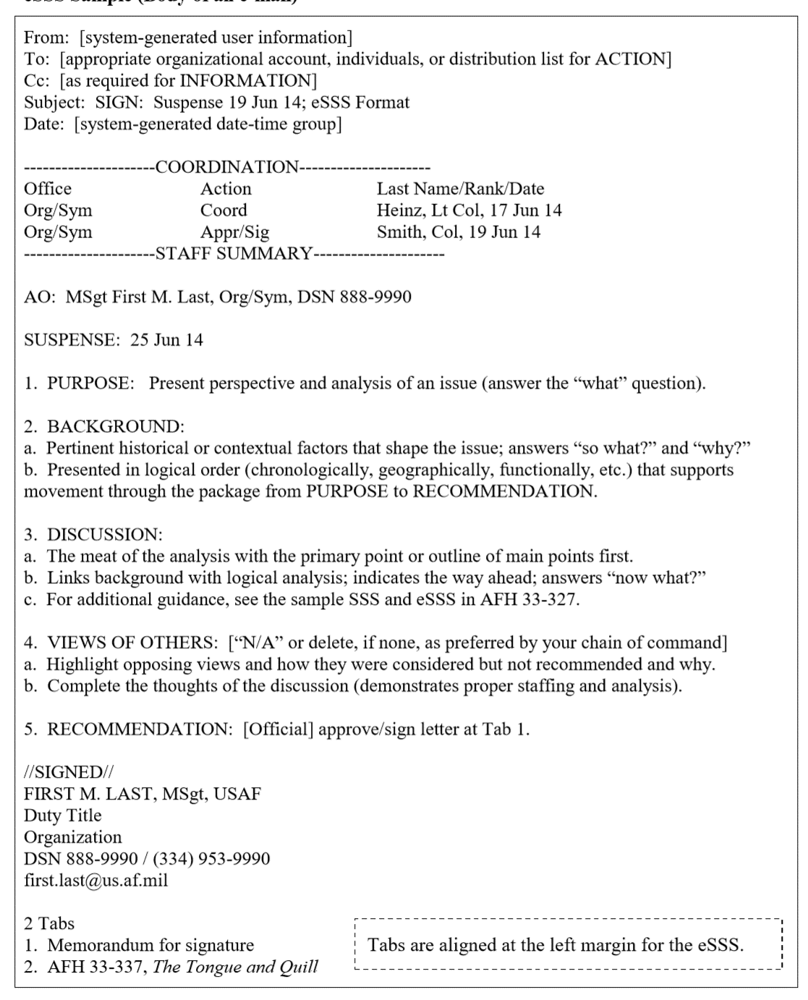 eSSS Sample (Body of an e-mail)
From:  [system-generated user information]
To:  [appropriate organizational account, individuals, or distribution list for ACTION]
Cc:  [as required for INFORMATION]
Subject:  SIGN:  Suspense 19 Jun 14; eSSS Format
Date:  [system-generated date-time group]
---------------------COORDINATION---------------------
Office Action Last Name/Rank/Date
Org/Sym Coord Heinz, Lt Col, 17 Jun 14
Org/Sym Appr/Sig Smith, Col, 19 Jun 14
---------------------STAFF SUMMARY---------------------
AO:  MSgt First M. Last, Org/Sym, DSN 888-9990
SUSPENSE:  25 Jun 14
1.  PURPOSE:   Present perspective and analysis of an issue (answer the “what” question).
2.  BACKGROUND:
a.  Pertinent historical or contextual factors that shape the issue; answers “so what?” and “why?”
b.  Presented in logical order (chronologically, geographically, functionally, etc.) that supports
movement through the package from PURPOSE to RECOMMENDATION.
3.  DISCUSSION:
a.  The meat of the analysis with the primary point or outline of main points first.
b.  Links background with logical analysis; indicates the way ahead; answers “now what?”
c.  For additional guidance, see the sample SSS and eSSS in AFH 33-327.
4.  VIEWS OF OTHERS:  [“N/A” or delete, if none, as preferred by your chain of command]
a.  Highlight opposing views and how they were considered but not recommended and why.
b.  Complete the thoughts of the discussion (demonstrates proper staffing and analysis).
5.  RECOMMENDATION:  [Official] approve/sign letter at Tab 1.
//SIGNED//
FIRST M. LAST, MSgt, USAF
Duty Title
Organization
DSN 888-9990 / (334) 953-9990
first.last@us.af.mil
2 Tabs
1.  Memorandum for signature
2.  AFH 33-337, The Tongue and Quill
Tabs are aligned at the left margin for the eSSS.